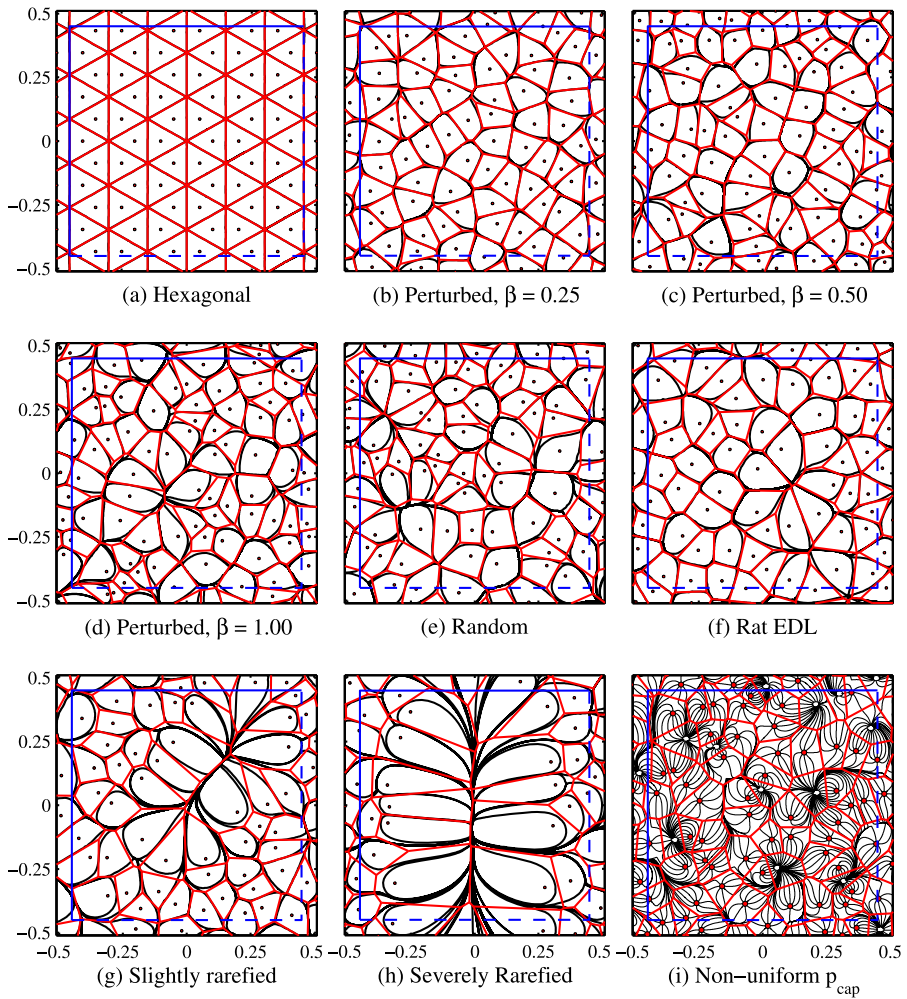 0.5
0.25
0
−0.25
−0.5
(a) Hexagonal
(b) Perturbed, β = 0.25
(c) Perturbed, β = 0.50
0.5
0.25
0
−0.25
−0.5
(d) Perturbed, β = 1.00
(e) Random
(f) Rat EDL
0.5
0.25
0
−0.25
−0.5
−0.5 −0.25 0 0.25 0.5
−0.5 −0.25 0 0.25 0.5
−0.5 −0.25 0 0.25 0.5
(g) Slightly rarefied
(h) Severely Rarefied
(i) Non−uniform p_cap